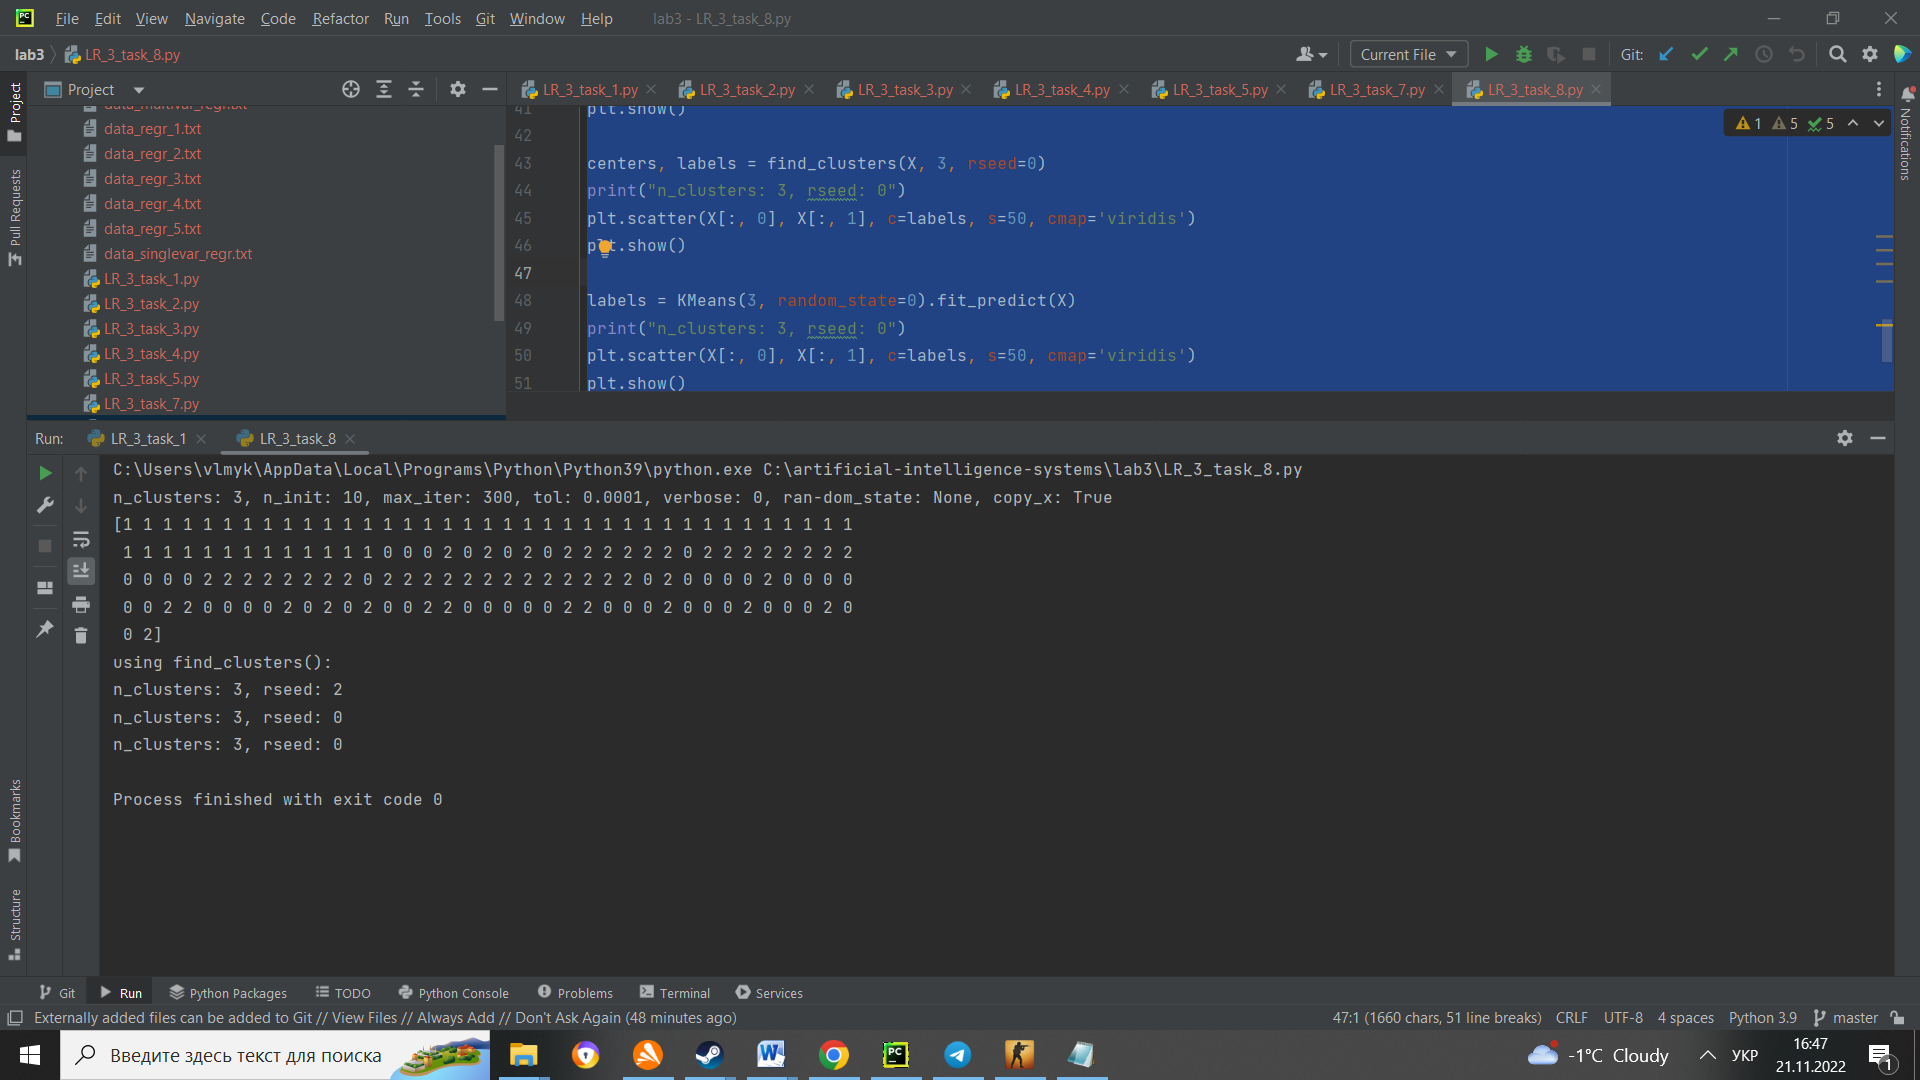 PC File Edit View Navigate Code Refactor Run Tools Git Window Help lab3 - LR_3_task_8.py
lab3 LR_3_task_8.py Current File Git:
Project
LR_3_task_1.py LR_3_task_2.py LR_3_task_3.py LR_3_task_4.py LR_3_task_5.py LR_3_task_7.py LR_3_task_8.py
Project
Pull Requests
Bookmarks
Structure
Notifications
data_multivar_regr.txt
data_regr_1.txt
data_regr_2.txt
data_regr_3.txt
data_regr_4.txt
data_regr_5.txt
data_singlevar_regr.txt
LR_3_task_1.py
LR_3_task_2.py
LR_3_task_3.py
LR_3_task_4.py
LR_3_task_5.py
LR_3_task_7.py
1 5 5
41 plt.show()
42
43 centers, labels = find_clusters(X, 3, rseed=0)
44 print("n_clusters: 3, rseed: 0")
45 plt.scatter(X[:, 0], X[:, 1], c=labels, s=50, cmap='viridis')
46 plt.show()
47
48 labels = KMeans(3, random_state=0).fit_predict(X)
49 print("n_clusters: 3, rseed: 0")
50 plt.scatter(X[:, 0], X[:, 1], c=labels, s=50, cmap='viridis')
51 plt.show()
Run: LR_3_task_1 LR_3_task_8
C:\Users\vlmyk\AppData\Local\Programs\Python\Python39\python.exe C:\artificial-intelligence-systems\lab3\LR_3_task_8.py
n_clusters: 3, n_init: 10, max_iter: 300, tol: 0.0001, verbose: 0, ran-dom_state: None, copy_x: True
[1 1 1 1 1 1 1 1 1 1 1 1 1 1 1 1 1 1 1 1 1 1 1 1 1 1 1 1 1 1 1 1 1 1 1 1 1
1 1 1 1 1 1 1 1 1 1 1 1 1 0 0 0 2 0 2 0 2 0 2 2 2 2 2 2 0 2 2 2 2 2 2 2 2
0 0 0 0 2 2 2 2 2 2 2 2 0 2 2 2 2 2 2 2 2 2 2 2 2 2 0 2 0 0 0 0 2 0 0 0 0
0 0 2 2 0 0 0 0 2 0 2 0 2 0 0 2 2 0 0 0 0 0 2 2 0 0 0 2 0 0 0 2 0 0 0 2 0
0 2]
using find_clusters():
n_clusters: 3, rseed: 2
n_clusters: 3, rseed: 0
n_clusters: 3, rseed: 0
Process finished with exit code 0
Git Run Python Packages TODO Python Console Problems Terminal Services
Externally added files can be added to Git // View Files // Always Add // Don't Ask Again (48 minutes ago) 47:1 (1660 chars, 51 line breaks) CRLF UTF-8 4 spaces Python 3.9 master
Введите здесь текст для поиска
PC
-1°C Cloudy УКР
16:47
21.11.2022
1